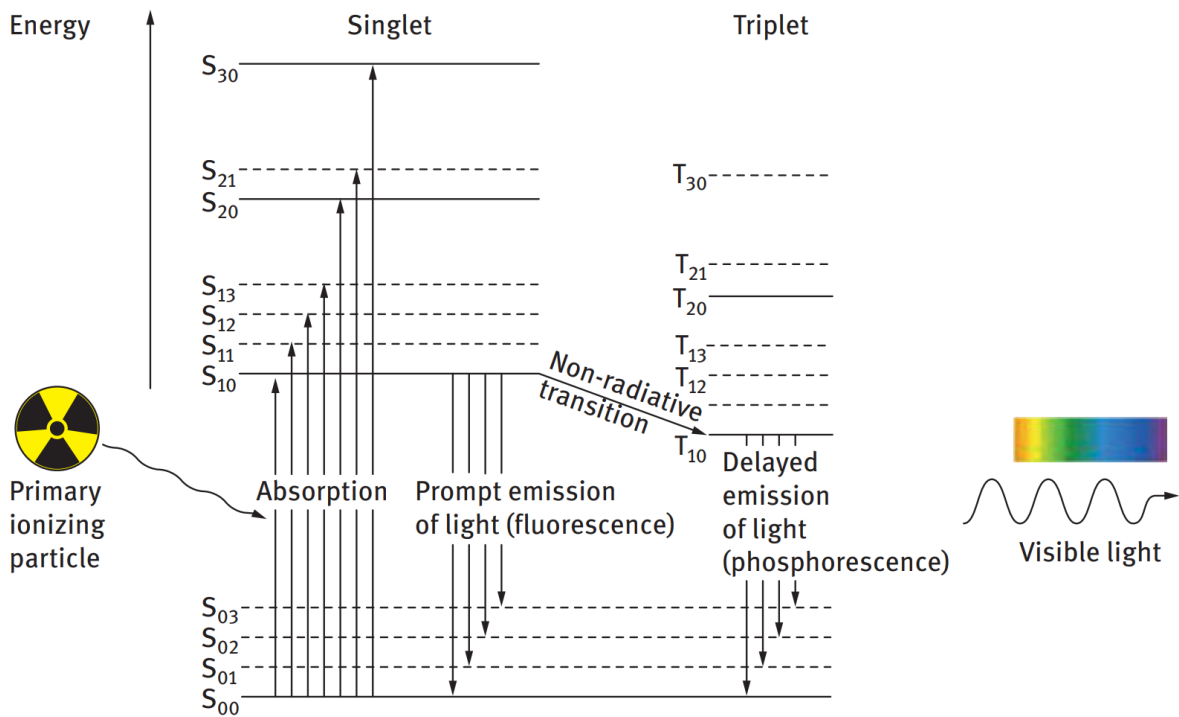 Energy
Singlet
Triplet
S30
S21
S20
S13
S12
S11
S10
T30
T21
T20
T13
T12
T10
Non-radiative
transition
Primary
ionizing
particle
Absorption
Prompt emission
of light (fluorescence)
Delayed
emission
of light
(phosphorescence)
Visible light
S03
S02
S01
S00